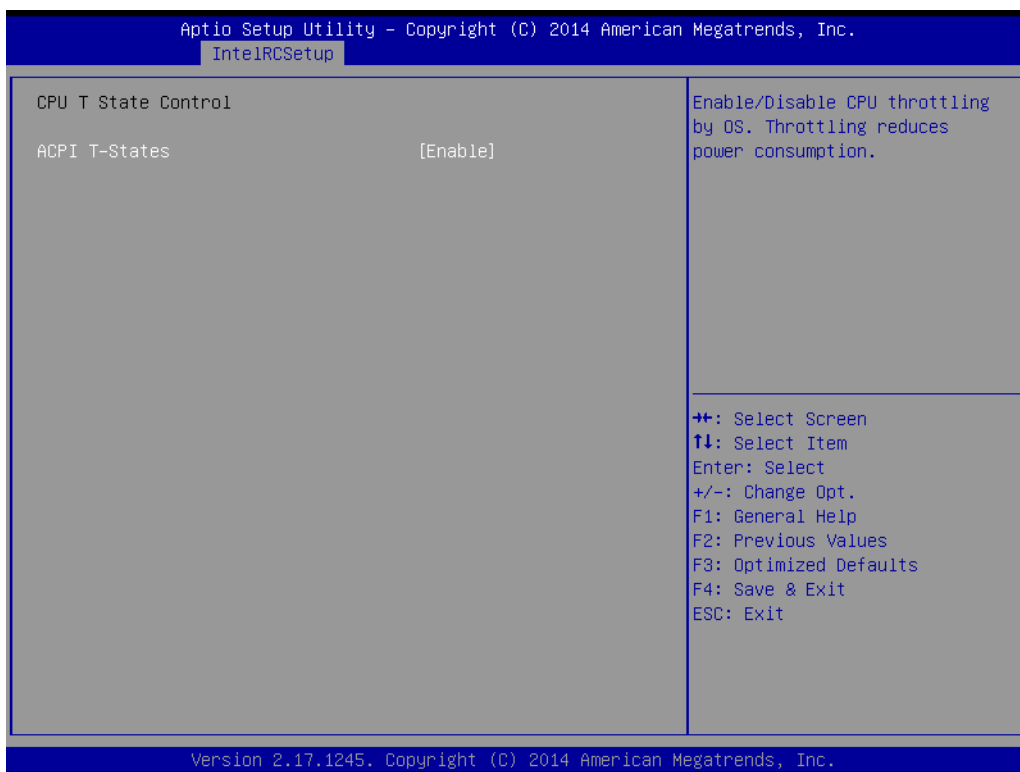 Aptio Setup Utility – Copyright (C) 2014 American Megatrends, Inc.
IntelRCSetup
CPU T State Control
ACPI T-States [Enable]
Enable/Disable CPU throttling
by OS. Throttling reduces
power consumption.
→←: Select Screen
↑↓: Select Item
Enter: Select
+/-: Change Opt.
F1: General Help
F2: Previous Values
F3: Optimized Defaults
F4: Save & Exit
ESC: Exit
Version 2.17.1245. Copyright (C) 2014 American Megatrends, Inc.